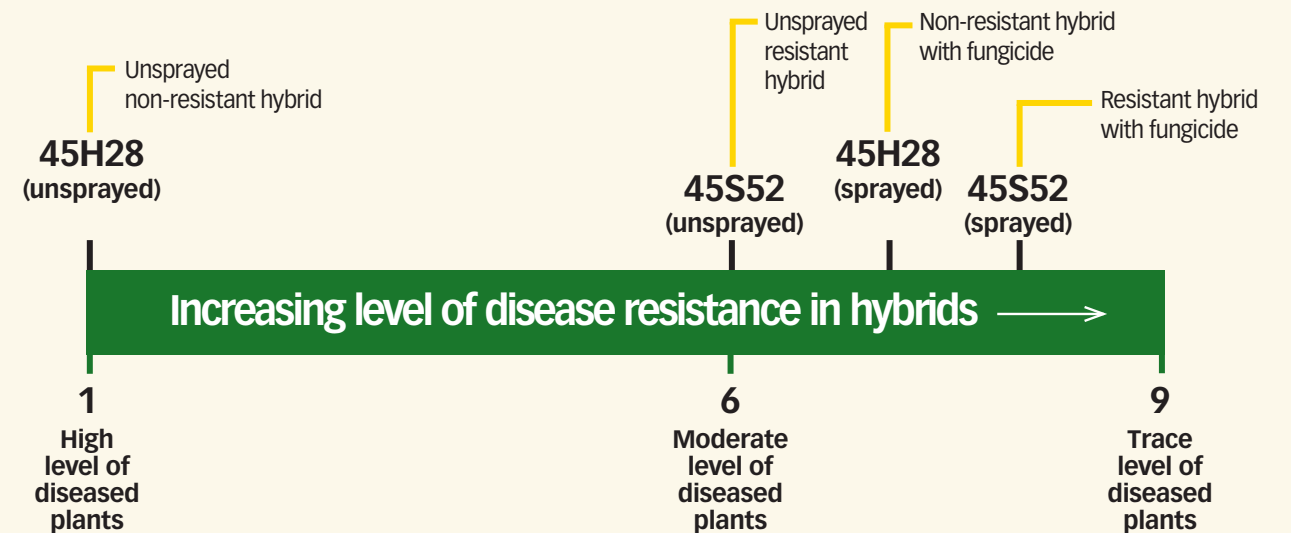 Unsprayed
non-resistant hybrid
45H28
(unsprayed)
Unsprayed
resistant
hybrid
45S52
(unsprayed)
Non-resistant hybrid
with fungicide
45H28
(sprayed)
Resistant hybrid
with fungicide
45S52
(sprayed)
Increasing level of disease resistance in hybrids
1
High
level of
diseased
plants
6
Moderate
level of
diseased
plants
9
Trace
level of
diseased
plants